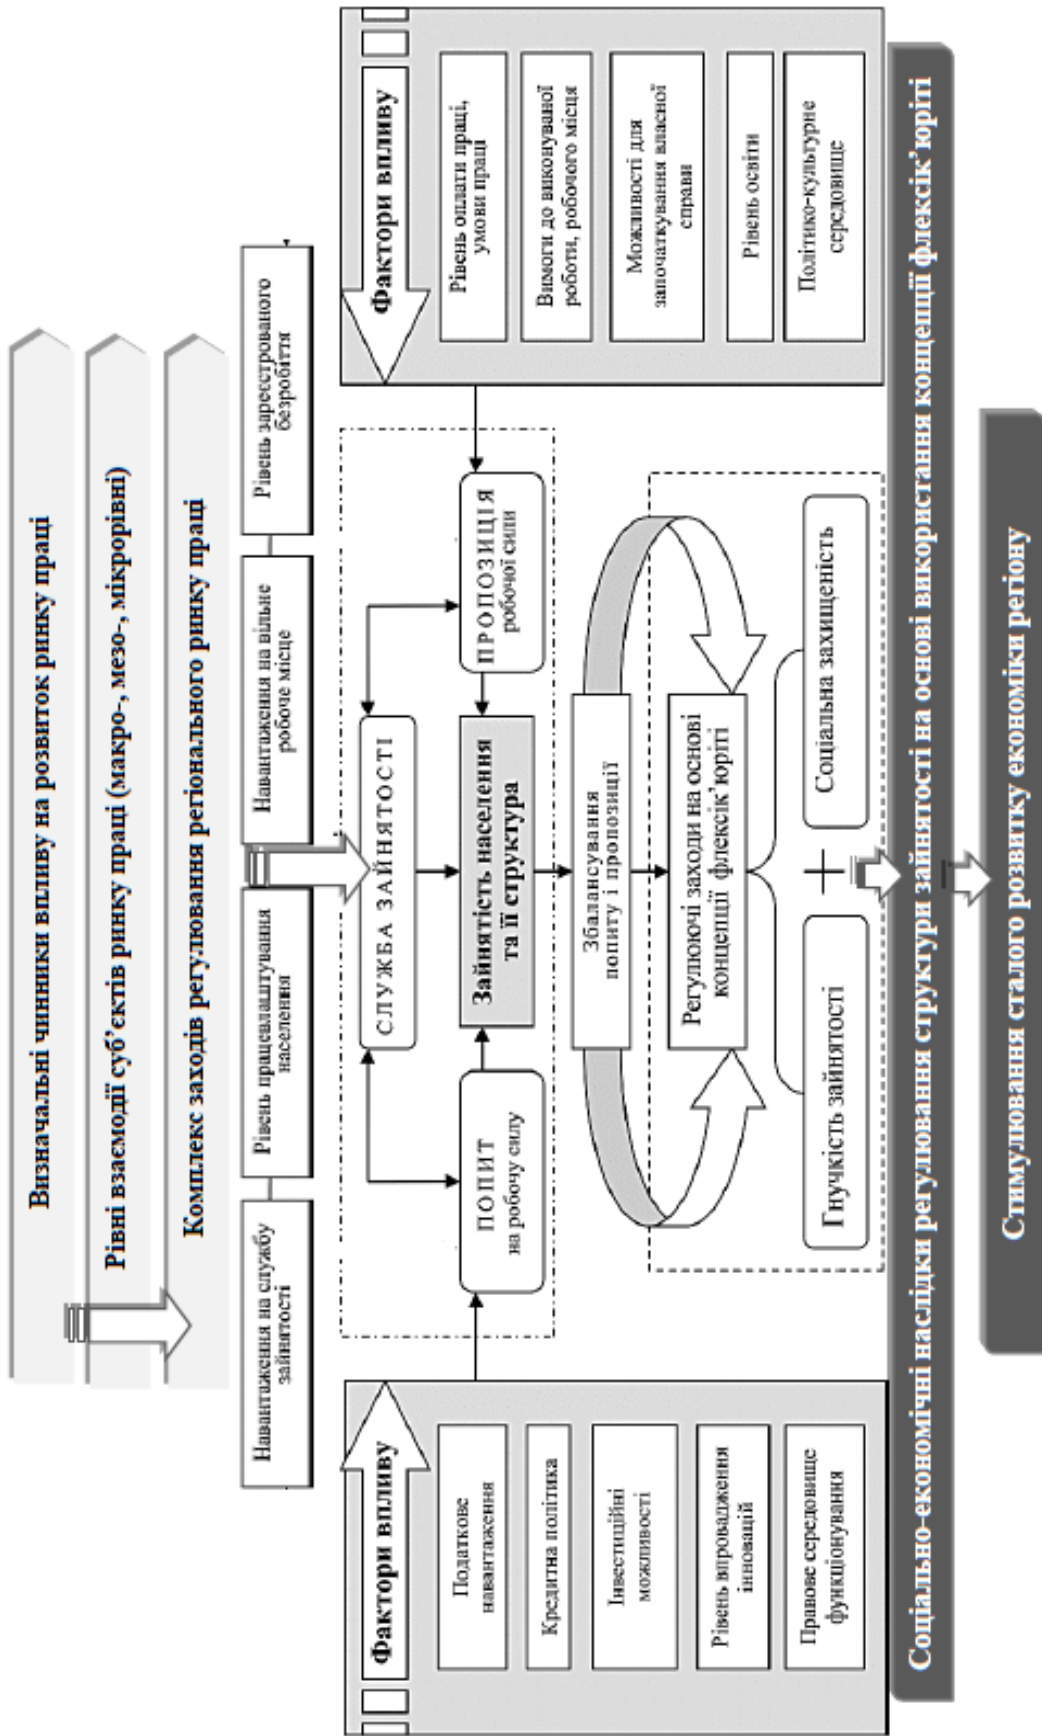 Визначальні чинники впливу на розвиток ринку праці
Рівні взаємодії суб’єктів ринку праці (макро-, мезо-, мікрорівні)
Комплекс заходів регулювання регіонального ринку праці
Навантаження на службу
зайнятості
Рівень працевлаштування
населення
Навантаження на вільне
робоче місце
Рівень зареєстрованого
безробіття
Фактори впливу
Податкове
навантаження
Кредитна політика
Інвестиційні
можливості
Рівень впровадження
інновацій
Правове середовище
функціонування
СЛУЖБА ЗАЙНЯТОСТІ
ПОПИТ
на робочу силу
Зайнятість населення
та її структура
ПРОПОЗИЦІЯ
робочої сили
Збалансування
попиту і пропозиції
Регулюючі заходи на основі
концепції флексік’юріті
Гнучкість зайнятості
+
Соціальна захищеність
Фактори впливу
Рівень оплати праці,
умови праці
Вимоги до виконуваної
роботи, робочого місця
Можливості для
започаткування власної
справи
Рівень освіти
Політико-культурне
середовище
Соціально-економічні наслідки регулювання структури зайнятості на основі використання концепції флексік’юріті
Стимулювання сталого розвитку економіки регіону